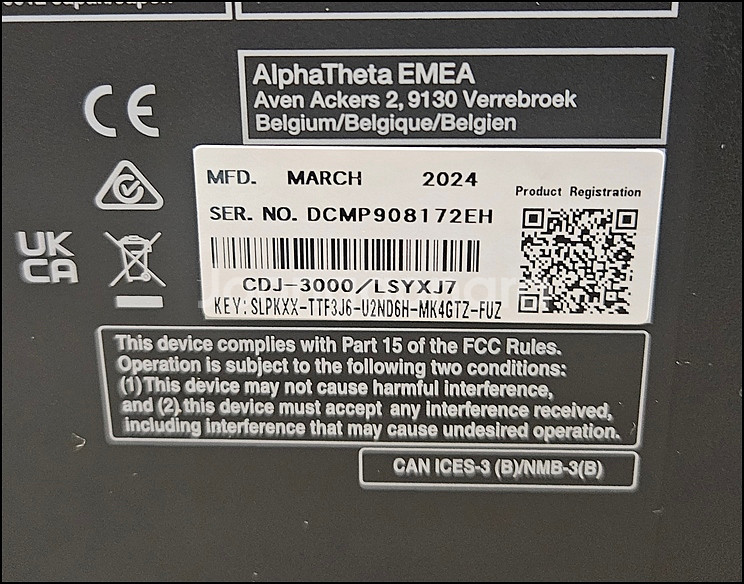 AlphaTheta EMEA
Aven Ackers 2, 9130 Verrebroek
Belgium/Belgique/Belgien
CE
MFD. MARCH 2024
Product Registration
SER. NO. DCMP908172EH
UK
CA
CDJ-3000/LSYXJ7
KEY:SLPKXX-TTF3J6-U2ND6H-MK4GTZ-FUZ
This device complies with Part 15 of the FCC Rules.
Operation is subject to the following two conditions:
(1)This device may not cause harmful interference,
and (2) this device must accept any interference received,
including interference that may cause undesired operation.
CAN ICES-3 (B)/NMB-3(B)